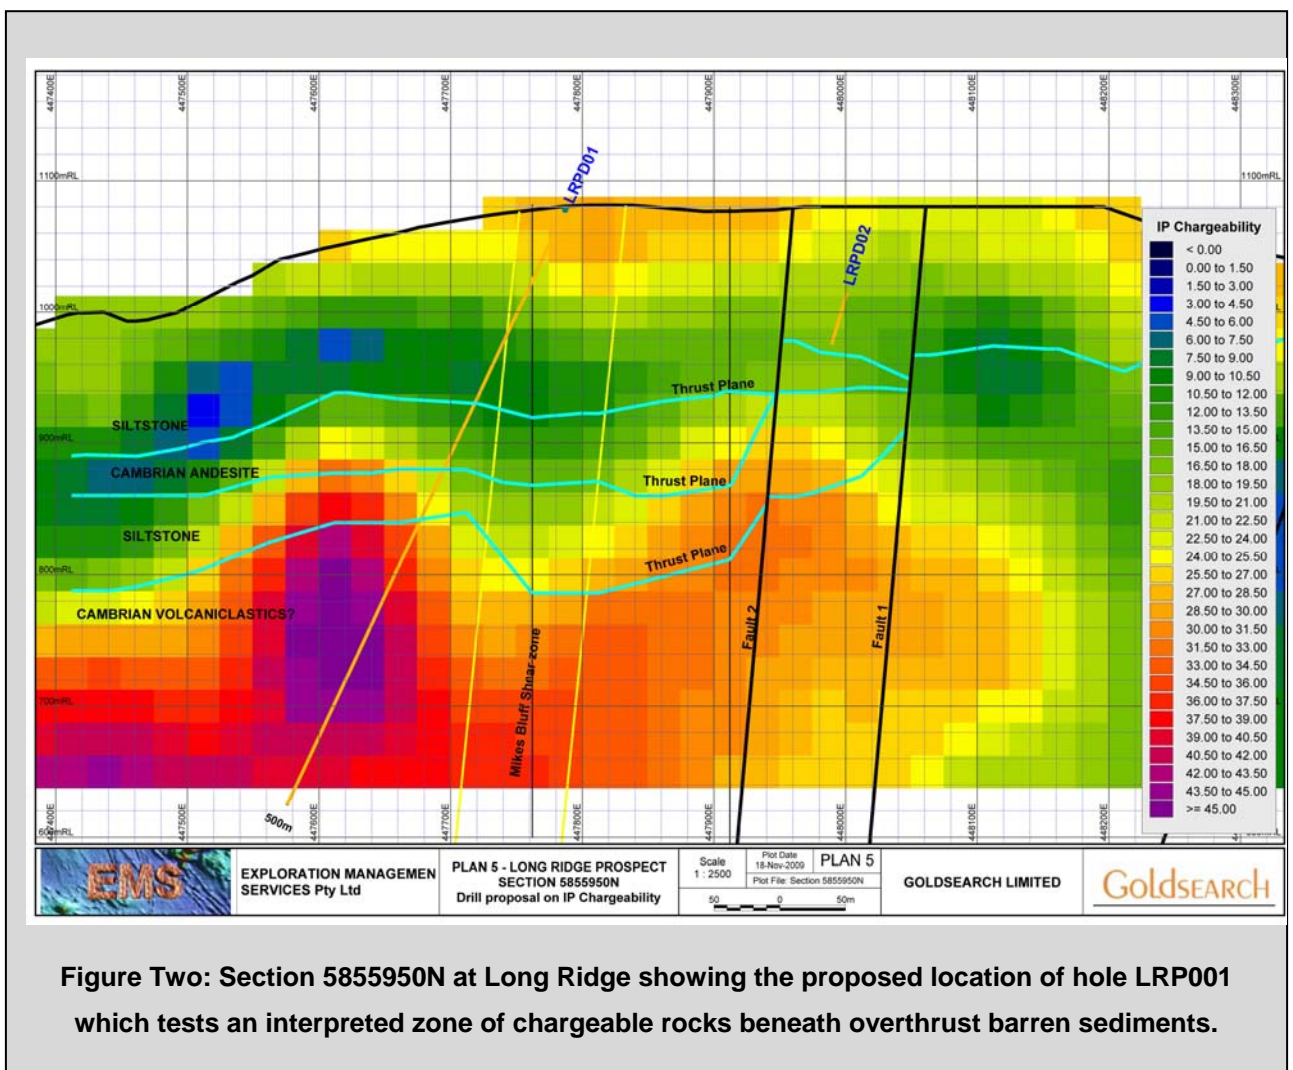 447400E
447500E
447600E
447700E
447800E
447900E
448000E
448100E
448200E
448300E
LRPD01
1100mRL
1100mRL
IP Chargeability
< 0.00
0.00 to 1.50
1.50 to 3.00
3.00 to 4.50
4.50 to 6.00
6.00 to 7.50
7.50 to 9.00
9.00 to 10.50
10.50 to 12.00
12.00 to 13.50
13.50 to 15.00
15.00 to 16.50
16.50 to 18.00
18.00 to 19.50
19.50 to 21.00
21.00 to 22.50
22.50 to 24.00
24.00 to 25.50
25.50 to 27.00
27.00 to 28.50
28.50 to 30.00
30.00 to 31.50
31.50 to 33.00
33.00 to 34.50
34.50 to 36.00
36.00 to 37.50
37.50 to 39.00
39.00 to 40.50
40.50 to 42.00
42.00 to 43.50
43.50 to 45.00
>= 45.00
LRPD02
1000mRL
Thrust Plane
SILTSTONE
900mRL
CAMBRIAN ANDESITE
Thrust Plane
SILTSTONE
Thrust Plane
800mRL
CAMBRIAN VOLCANICLASTICS?
Fault 2
Fault 1
Mikes Bluff Shear zone
700mRL
500m
600mRL
447400E
447500E
447600E
447700E
447800E
447900E
448000E
448100E
448200E
448300E
EMS
EXPLORATION MANAGEMEN
SERVICES Pty Ltd
PLAN 5 - LONG RIDGE PROSPECT
SECTION 5855950N
Drill proposal on IP Chargeability
Scale
1 : 2500
Plot Date
18-Nov-2009
PLAN 5
Plot File: Section 5855950N
50 0 50m
GOLDSEARCH LIMITED
GOLDSEARCH
Figure Two: Section 5855950N at Long Ridge showing the proposed location of hole LRP001
which tests an interpreted zone of chargeable rocks beneath overthrust barren sediments.